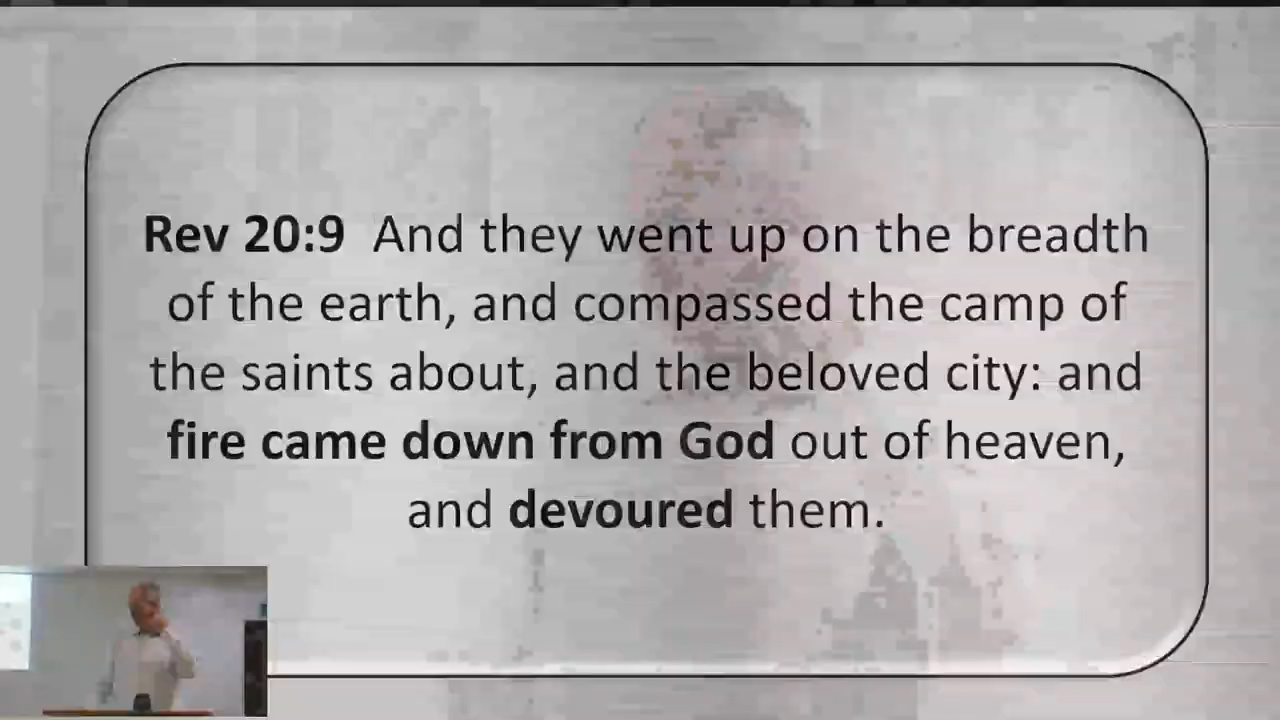 Rev 20:9 And they went up on the breadth
of the earth, and compassed the camp of
the saints about, and the beloved city: and
fire came down from God out of heaven,
and devoured them.